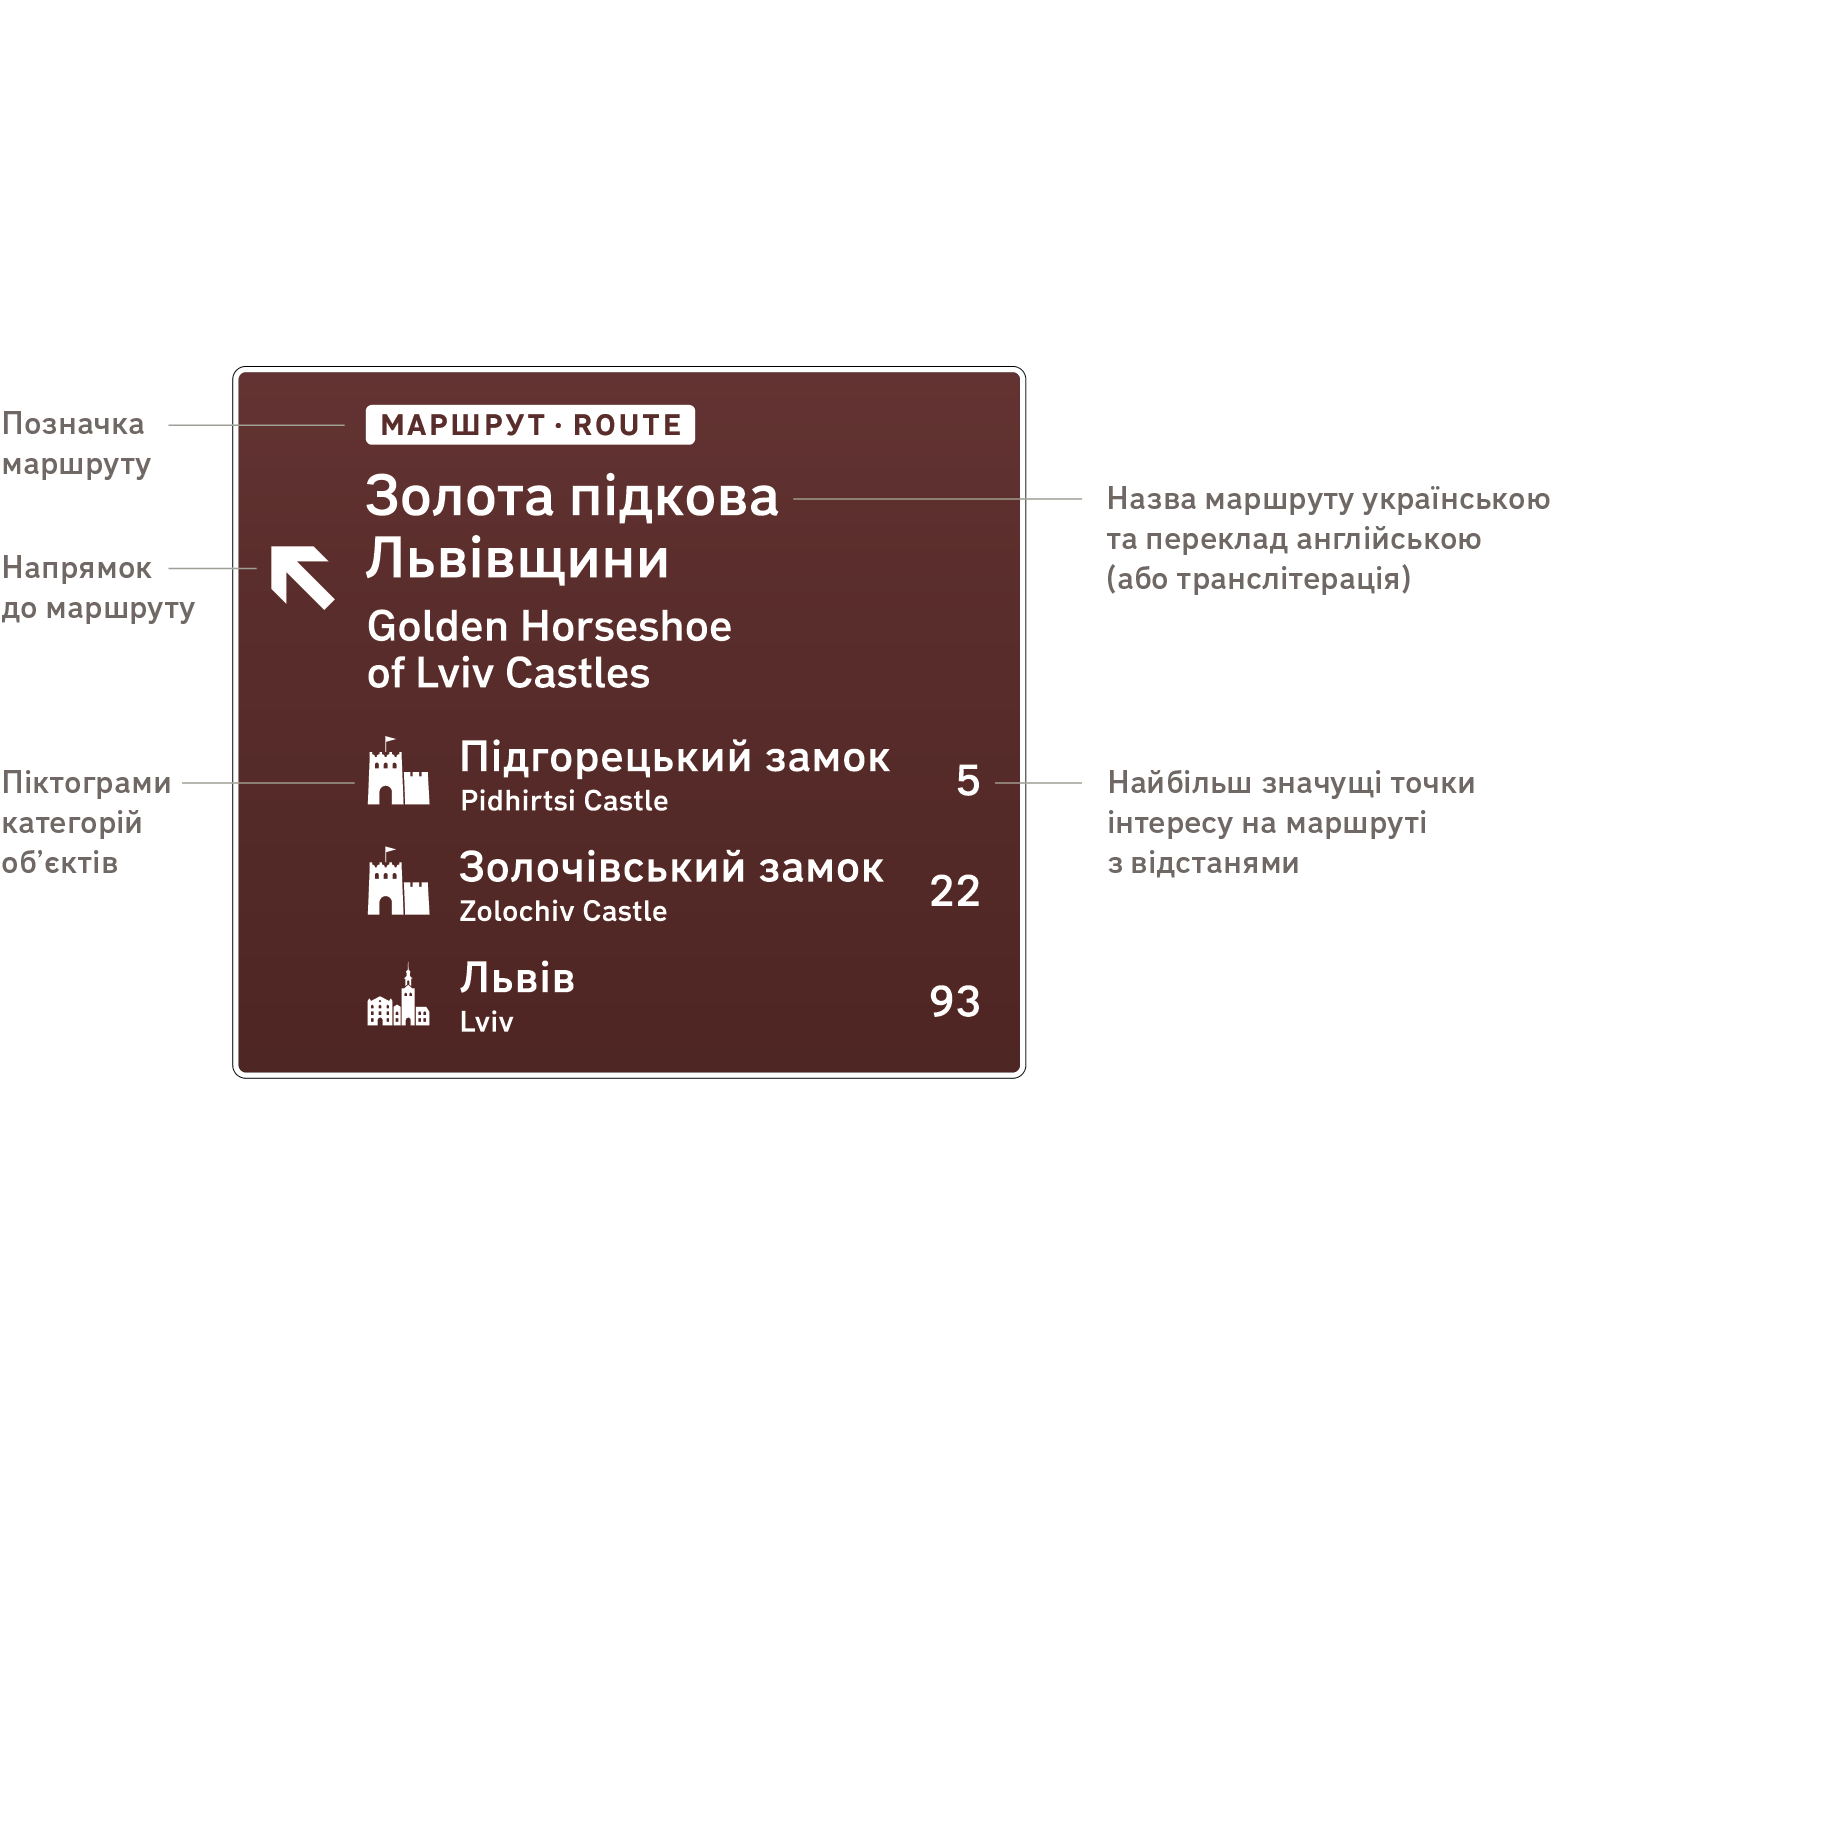 Позначка
маршруту
Напрямок
до маршруту
Піктограми
категорій
об’єктів
МАРШРУТ · ROUTE
Золота підкова
Львівщини
Golden Horseshoe
of Lviv Castles
Підгорецький замок 5
Pidhirtsi Castle
Золочівський замок 22
Zolochiv Castle
Львів 93
Lviv
Назва маршруту українською
та переклад англійською
(або транслітерація)
Найбільш значущі точки
інтересу на маршруті
з відстанями